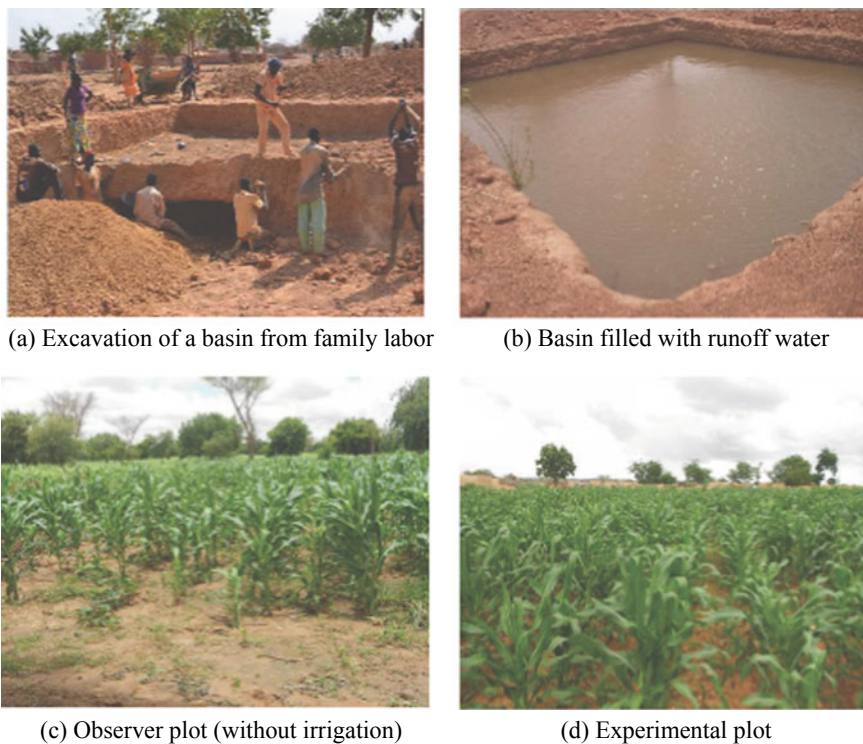 (a) Excavation of a basin from family labor
(b) Basin filled with runoff water
(c) Observer plot (without irrigation)
(d) Experimental plot